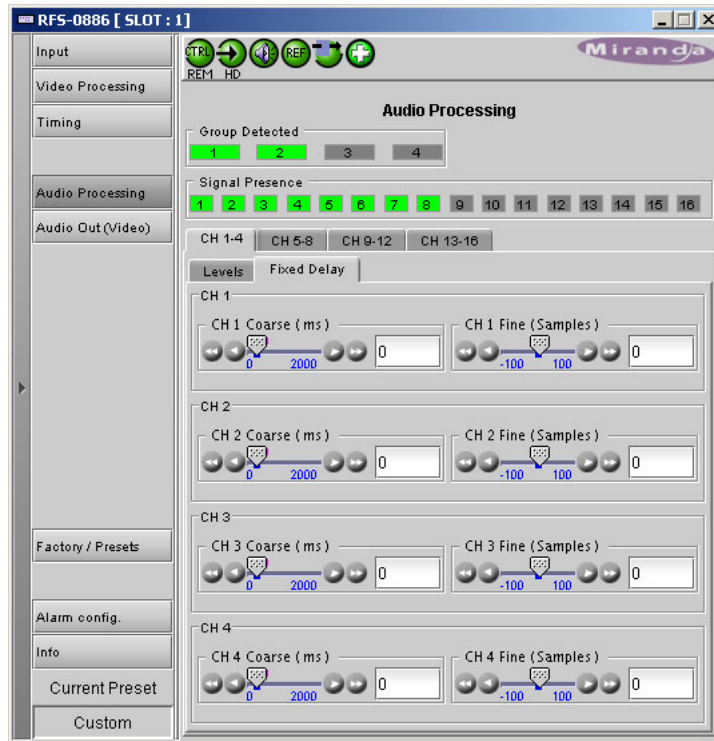 RFS-0886 [ SLOT : 1]
Input
Video Processing
Timing
Audio Processing
Audio Out (Video)
Factory / Presets
Alarm config.
Info
Current Preset
Custom
CTRL REF
REM HD
Miranda
Audio Processing
Group Detected
1 2 3 4
Signal Presence
1 2 3 4 5 6 7 8 9 10 11 12 13 14 15 16
CH 1-4 CH 5-8 CH 9-12 CH 13-16
Levels Fixed Delay
CH 1
CH 1 Coarse (ms) CH 1 Fine (Samples)
0 0
0 2000 -100 100
CH 2
CH 2 Coarse (ms) CH 2 Fine (Samples)
0 0
0 2000 -100 100
CH 3
CH 3 Coarse (ms) CH 3 Fine (Samples)
0 0
0 2000 -100 100
CH 4
CH 4 Coarse (ms) CH 4 Fine (Samples)
0 0
0 2000 -100 100